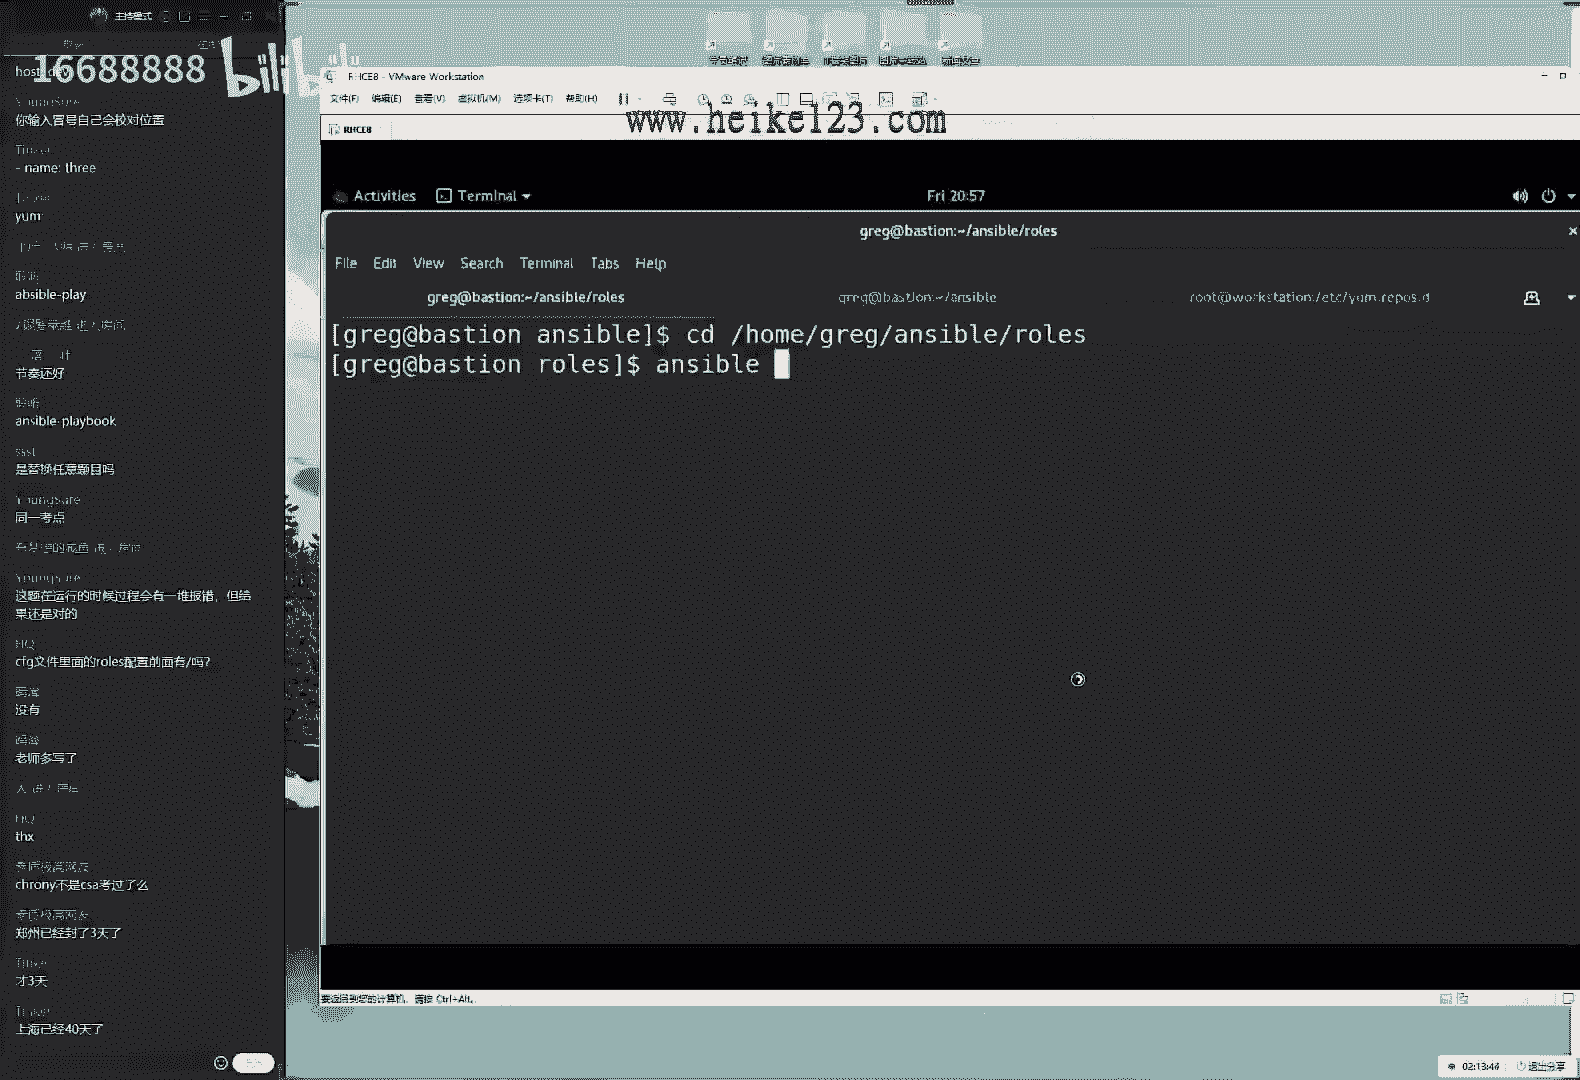 主持模式
16688888
bilibili
host: dev
Youngsure
你输入冒号自己会校对位置
- name: three
yum
absible-play
节奏还好
ansible-playbook
ssst
是替换任意题目吗
Youngsure
同一考点
Youngsure
这题在运行的时候过程会有一堆报错，但结
果还是对的
HQ
cfg文件里面的roles配置前面有/吗?
没有
老师多写了
HQ
thx
chrony不是csa考过了么
郑州已经封了3天了
才3天
上海已经40天了
RHCE8 - VMware Workstation
文件(F) 编辑(E) 查看(V) 虚拟机(M) 选项卡(T) 帮助(H)
www.heike123.com
RHCE8
Activities Terminal Fri 20:57
greg@bastion:~/ansible/roles
File Edit View Search Terminal Tabs Help
greg@bastion:~/ansible/roles greg@bastion:~/ansible root@workstation:/etc/yum.repos.d
[greg@bastion ansible]$ cd /home/greg/ansible/roles
[greg@bastion roles]$ ansible
要返回到您的计算机，请按 Ctrl+Alt。
02:13:44 退出分享